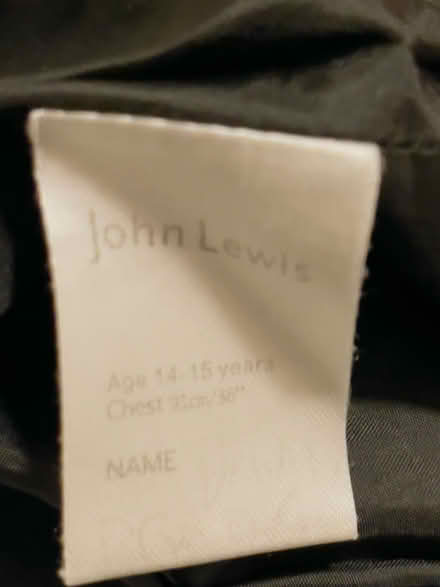 John Lewis
Age 14-15 years
Chest 91cm/36"
NAME